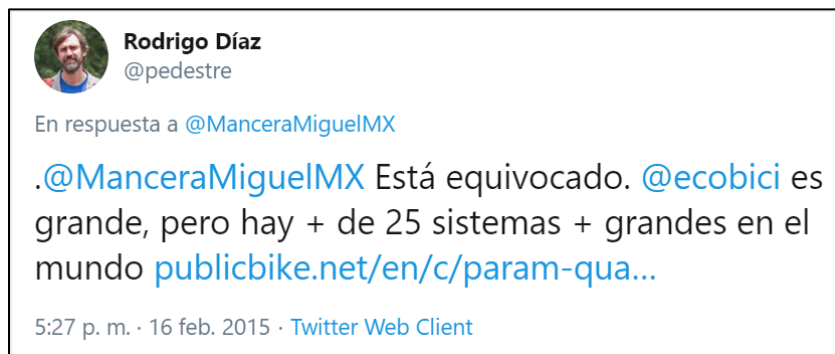 Rodrigo Díaz
@pedestre
En respuesta a @ManceraMiguelMX
.@ManceraMiguelMX Está equivocado. @ecobici es
grande, pero hay + de 25 sistemas + grandes en el
mundo publicbike.net/en/c/param-qua...
5:27 p. m. · 16 feb. 2015 · Twitter Web Client